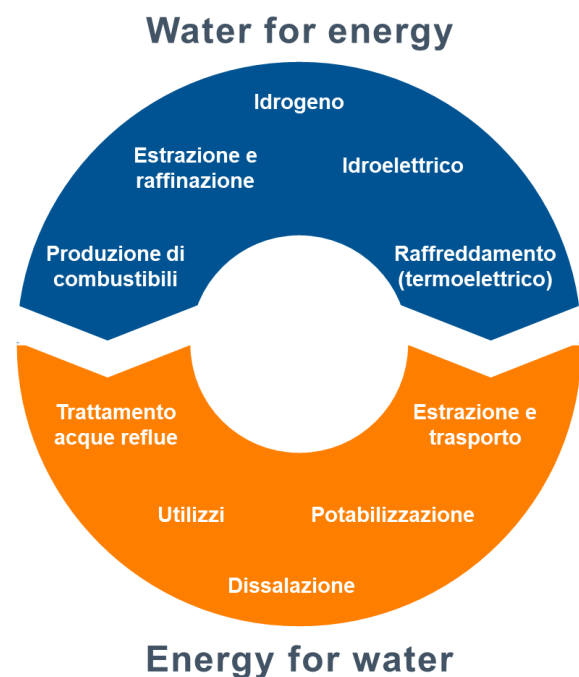 Water for energy
Idrogeno
Estrazione e
raffinazione
Idroelettrico
Produzione di
combustibili
Raffreddamento
(termoelettrico)
Trattamento
acque reflue
Estrazione e
trasporto
Utilizzi
Potabilizzazione
Dissalazione
Energy for water